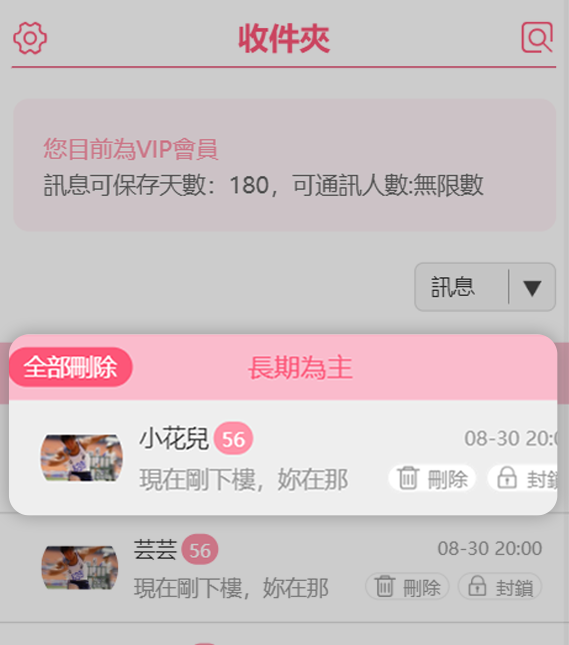 收件夾
您目前為VIP會員
訊息可保存天數：180，可通訊人數:無限數
訊息
全部刪除 長期為主
小花兒 56 08-30 20:0
現在剛下樓，妳在那 刪除 封鎖
芸芸 56 08-30 20:00
現在剛下樓，妳在那 刪除 封鎖